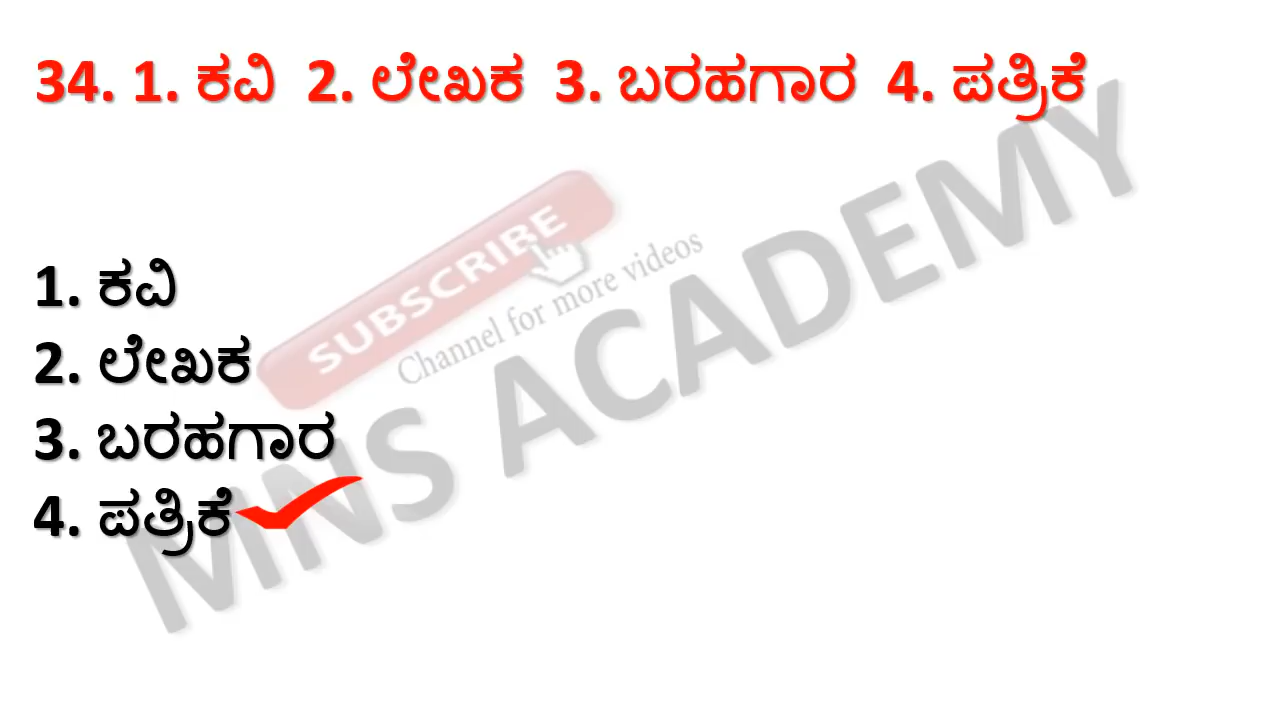 34. 1. ಕವಿ 2. ಲೇಖಕ 3. ಬರಹಗಾರ 4. ಪತ್ರಿಕೆ
SUBSCRIBE
Channel for more videos
MNS ACADEMY
1. ಕವಿ
2. ಲೇಖಕ
3. ಬರಹಗಾರ
4. ಪತ್ರಿಕೆ